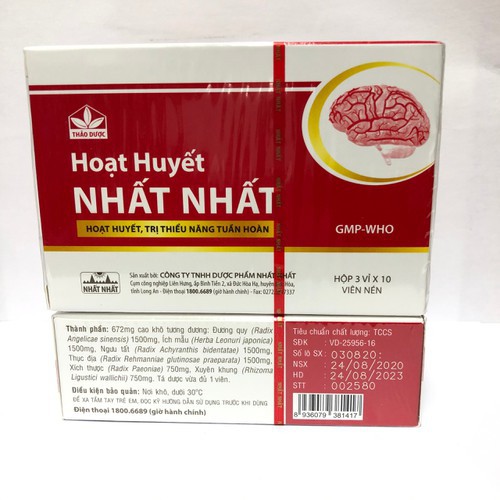 THẢO DƯỢC
Hoạt Huyết
NHẤT NHẤT
HOẠT HUYẾT, TRỊ THIỂU NĂNG TUẦN HOÀN
GMP-WHO
NHẤT NHẤT
Sản xuất bởi: CÔNG TY TNHH DƯỢC PHẨM NHẤT NHẤT
Cụm công nghiệp Liên Hưng, ấp Bình Tiền 2, xã Đức Hòa Hạ, huyện Hòa,
tỉnh Long An - Điện thoại 1800.6689 (giờ hành chính) - Fax:
HỘP 3 VỈ X 10
VIÊN NÉN
Thành phần: 672mg cao khô tương đương: Đương quy (Radix
Angelicae sinensis) 1500mg, Ích mẫu (Herba Leonuri japonica)
1500mg, Ngưu tất (Radix Achyranthis bidentatae) 1500mg,
Thục địa (Radix Rehmanniae glutinosae praeparata) 1500mg,
Xích thược (Radix Paeoniae) 750mg, Xuyên khung (Rhizoma
Ligustici wallichii) 750mg. Tá dược vừa đủ 1 viên.
Điều kiện bảo quản: Nơi khô, dưới 30°C
ĐỂ XA TẦM TAY TRẺ EM, ĐỌC KỸ HƯỚNG DẪN SỬ DỤNG TRƯỚC KHI DÙNG
Điện thoại 1800.6689 (giờ hành chính)
Tiêu chuẩn chất lượng: TCCS
SĐK : VD-25956-16
Số lô SX : 030820:
NSX : 24/08/2020
HD : 24/08/2023
STT : 002580
8 936079 381417